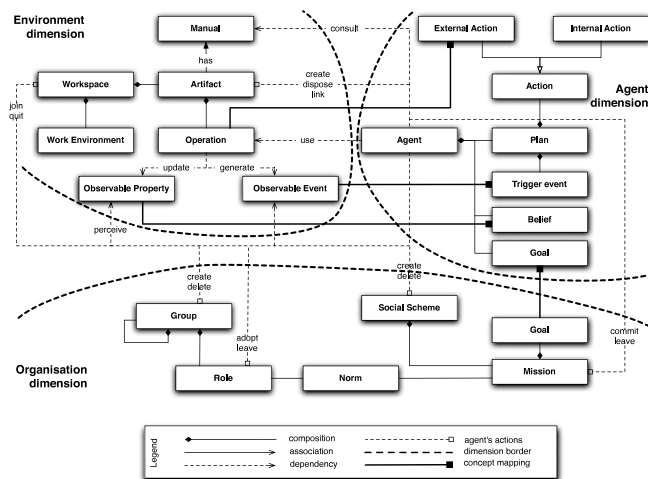 Environment
dimension
Manual
consult
External Action
Internal Action
has
Workspace
Artifact
create
dispose
link
Action
Agent
dimension
join
quit
Work Environment
Operation
use
Agent
Plan
update
generate
Observable Property
Observable Event
Trigger event
Belief
perceive
Goal
create
delete
create
delete
Group
Social Scheme
Goal
adopt
leave
commit
leave
Organisation
dimension
Role
Norm
Mission
Legend
composition
agent's actions
association
dimension border
dependency
concept mapping